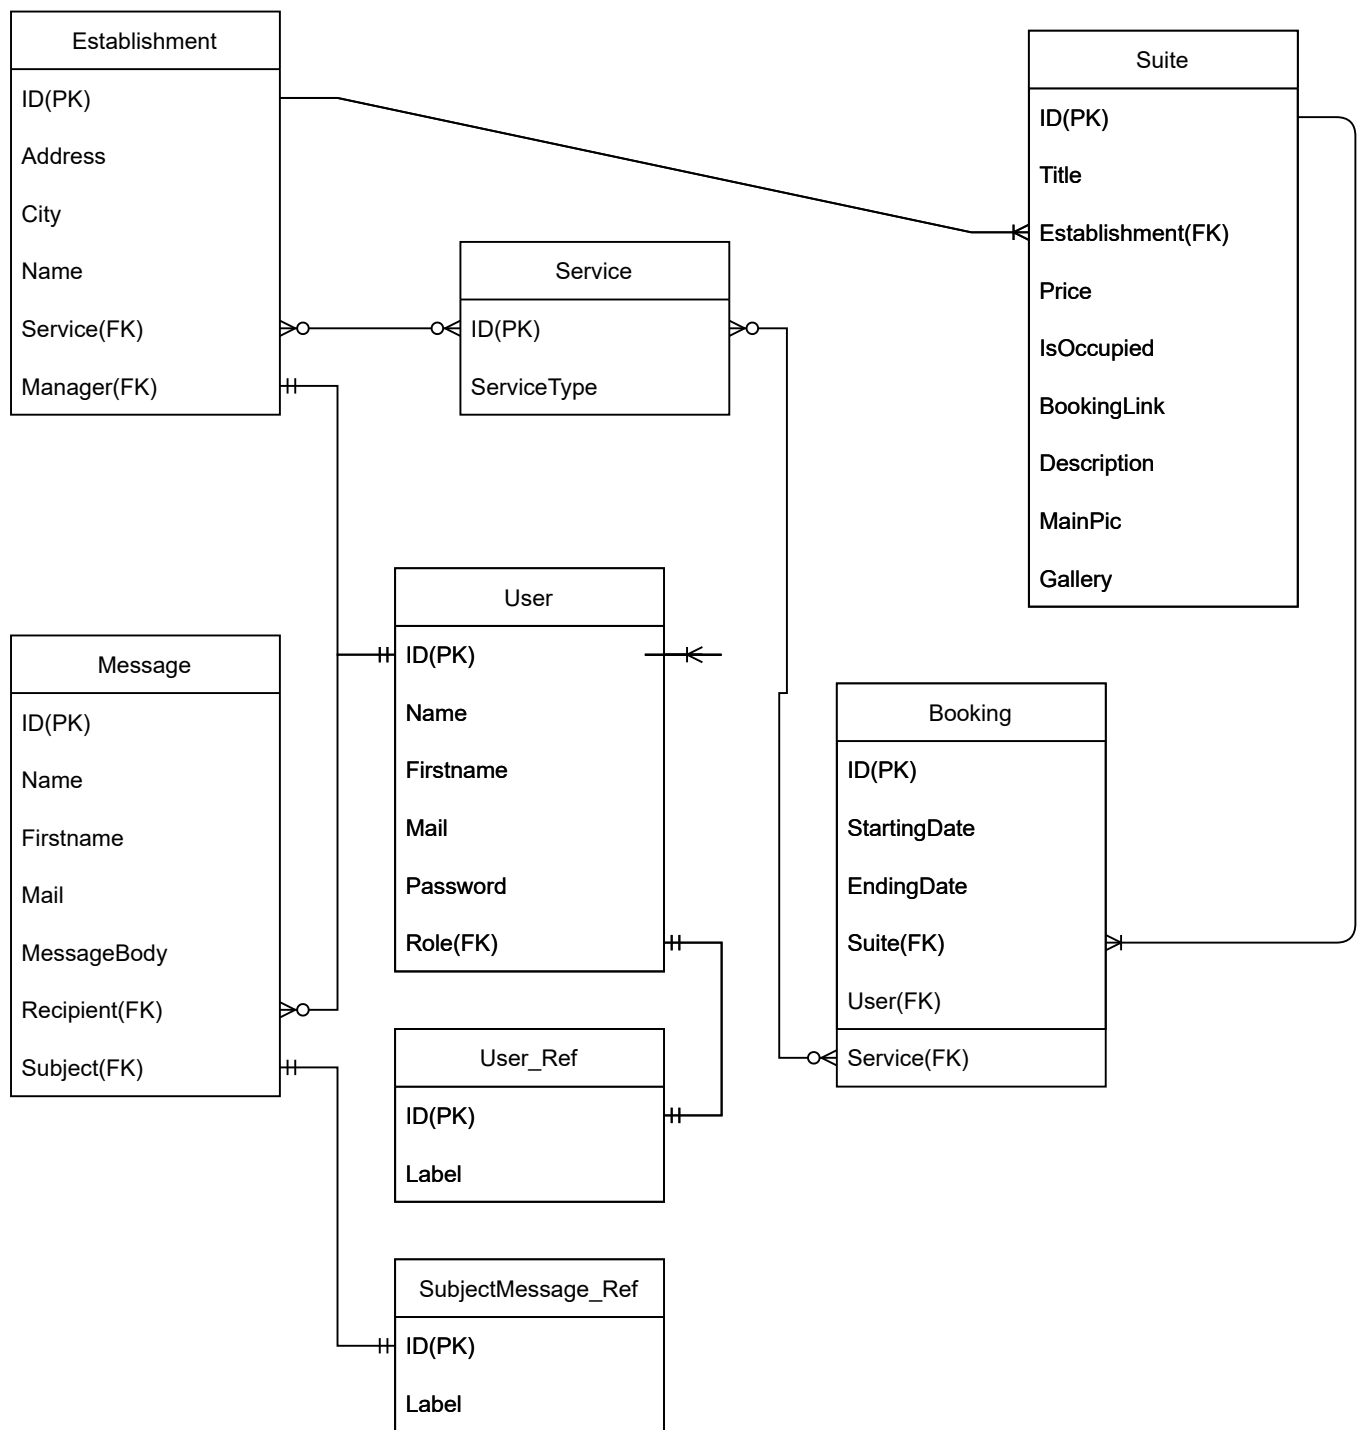 Establishment
ID(PK)
Address
City
Name
Service(FK)
Manager(FK)
Service
ID(PK)
ServiceType
Suite
ID(PK)
Title
Establishment(FK)
Price
IsOccupied
BookingLink
Description
MainPic
Gallery
User
ID(PK)
Name
Firstname
Mail
Password
Role(FK)
Message
ID(PK)
Name
Firstname
Mail
MessageBody
Recipient(FK)
Subject(FK)
Booking
ID(PK)
StartingDate
EndingDate
Suite(FK)
User(FK)
Service(FK)
User_Ref
ID(PK)
Label
SubjectMessage_Ref
ID(PK)
Label